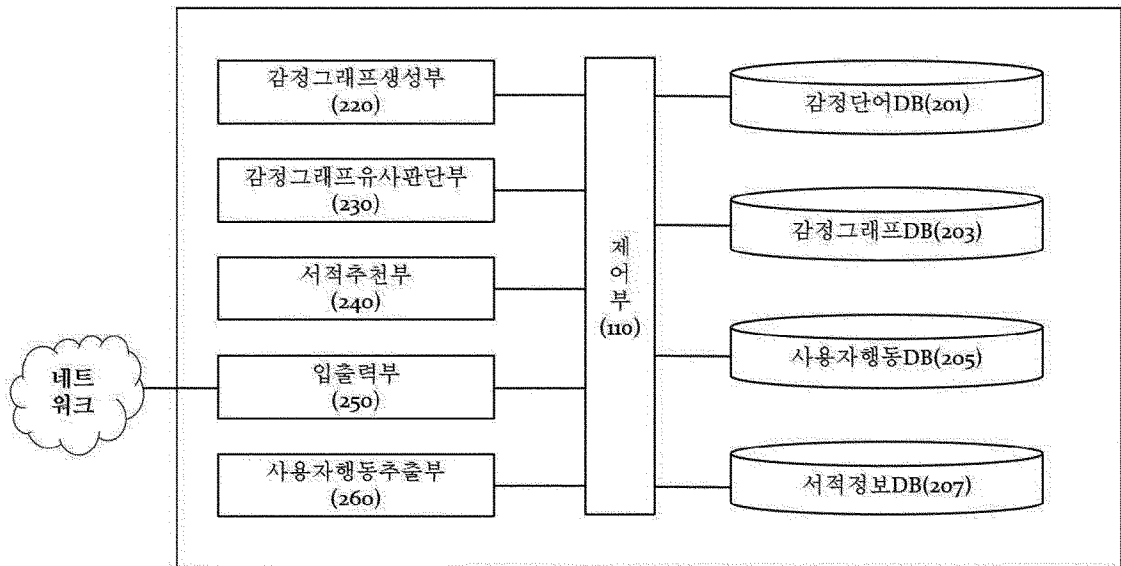 감정그래프생성부
(220)
감정그래프유사판단부
(230)
서적추천부
(240)
입출력부
(250)
사용자행동추출부
(260)
네트
워크
제
어
부
(110)
감정단어DB(201)
감정그래프DB(203)
사용자행동DB(205)
서적정보DB(207)